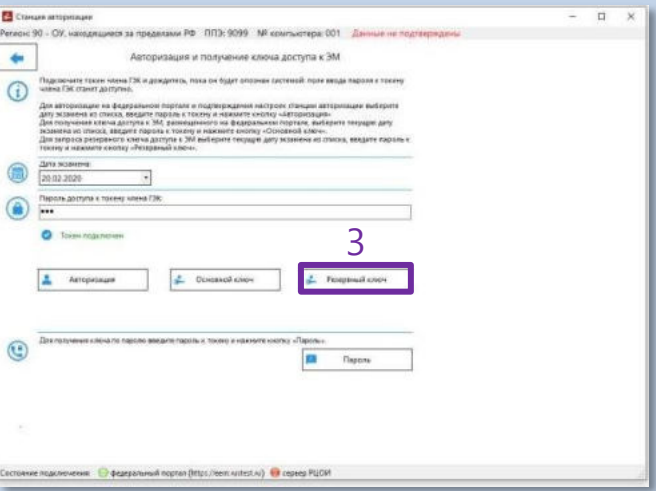 Станция авторизации
Регион: 90 - ОУ, находящиеся за пределами РФ ППЭ: 9099 № компьютера: 001 Данные не подтверждены
Авторизация и получение ключа доступа к ЭМ
Подключите токен члена ГЭК и дождитесь, пока он будет опознан системой: поле ввода пароля к токену
члена ГЭК станет доступно.
Для авторизации на федеральном портале и подтверждения настроек станции авторизации выберите
дату экзамена из списка, введите пароль к токену и нажмите кнопку «Авторизация»
Для получения ключа доступа к ЭМ, размещенного на федеральном портале, выберите текущую дату
экзамена из списка, введите пароль к токену и нажмите кнопку «Основной ключ».
Для запроса резервного ключа доступа к ЭМ выберите текущую дату экзамена из списка, введите пароль к
токену и нажмите кнопку «Резервный ключ».
Дата экзамена:
20.02.2020
Пароль доступа к токену члена ГЭК:
Токен подключен
3
Авторизация
Основной ключ
Резервный ключ
Для получения ключа по паролю введите пароль к токену и нажмите кнопку «Пароль».
Пароль
Состояние подключения: федеральный портал (https://eem.rustest.ru) сервер РЦОИ